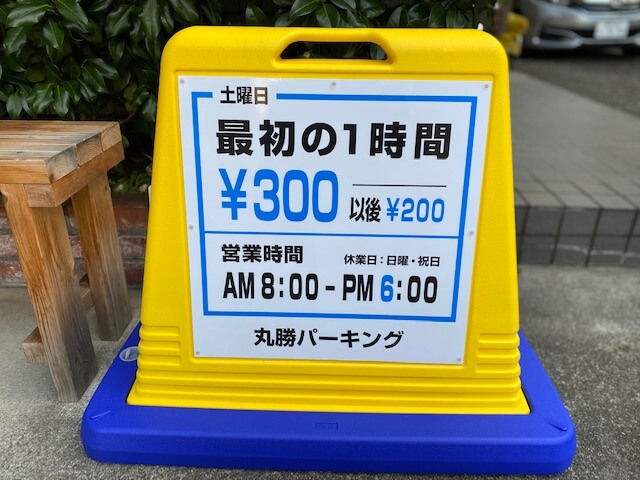 土曜日
最初の1時間
¥300 以後¥200
営業時間 休業日:日曜・祝日
AM 8:00 - PM 6:00
丸勝パーキング